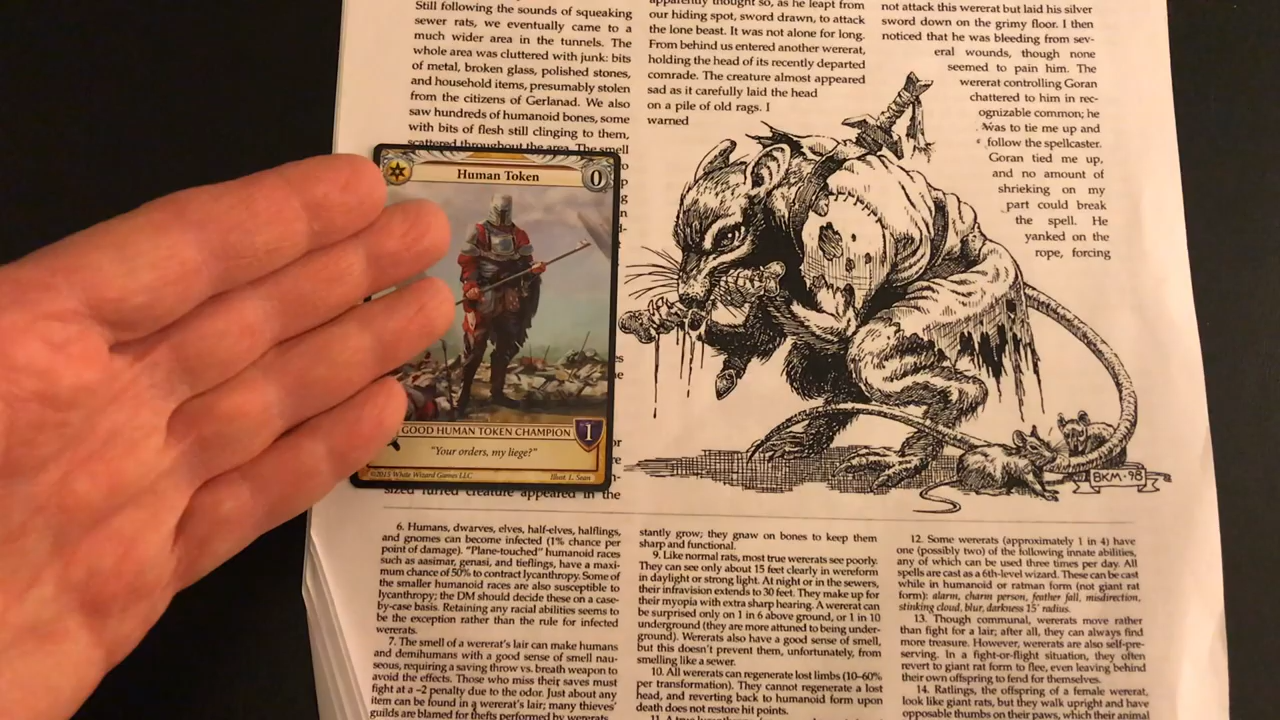 Still following the sounds of squeaking
sewer rats, we eventually came to a
much wider area in the tunnels. The
whole area was cluttered with junk: bits
of metal, broken glass, polished stones,
and household items, presumably stolen
from the citizens of Gerlanad. We also
saw hundreds of humanoid bones, some
with bits of flesh still clinging to them,
scattered throughout the area. The smell
sized furred creature appeared in the
apparently thought so, as he leapt from
our hiding spot, sword drawn, to attack
the lone beast. It was not alone for long.
From behind us entered another wererat,
holding the head of its recently departed
comrade. The creature almost appeared
sad as it carefully laid the head
on a pile of old rags. I
warned
not attack this wererat but laid his silver
sword down on the grimy floor. I then
noticed that he was bleeding from sev-
eral wounds, though none
seemed to pain him. The
wererat controlling Goran
chattered to him in rec-
ognizable common; he
was to tie me up and
follow the spellcaster.
Goran tied me up,
and no amount of
shrieking on my
part could break
the spell. He
yanked on the
rope, forcing
Human Token
0
GOOD HUMAN TOKEN CHAMPION
1
"Your orders, my liege?"
©2015 White Wizard Games LLC
Illust. L. Sean
BKM·98
6. Humans, dwarves, elves, half-elves, halflings,
and gnomes can become infected (1% chance per
point of damage). "Plane-touched" humanoid races
such as aasimar, genasi, and tieflings, have a maxi-
mum chance of 50% to contract lycanthropy. Some of
the smaller humanoid races are also susceptible to
lycanthropy; the DM should decide these on a case-
by-case basis. Retaining any racial abilities seems to
be the exception rather than the rule for infected
wererats.
7. The smell of a wererat's lair can make humans
and demihumans with a good sense of smell nau-
seous, requiring a saving throw vs. breath weapon to
avoid the effects. Those who miss their saves must
fight at a –2 penalty due to the odor. Just about any
item can be found in a wererat's lair; many thieves'
guilds are blamed for thefts performed by wererats.
stantly grow; they gnaw on bones to keep them
sharp and functional.
9. Like normal rats, most true wererats see poorly.
They can see only about 15 feet clearly in wereform
in daylight or strong light. At night or in the sewers,
their infravision extends to 30 feet. They make up for
their myopia with extra sharp hearing. A wererat can
be surprised only on 1 in 6 above ground, or 1 in 10
underground (they are more attuned to being under-
ground). Wererats also have a good sense of smell,
but this doesn't prevent them, unfortunately, from
smelling like a sewer.
10. All wererats can regenerate lost limbs (10–60%
per transformation). They cannot regenerate a lost
head, and reverting back to humanoid form upon
death does not restore hit points.
12. Some wererats (approximately 1 in 4) have
one (possibly two) of the following innate abilities,
any of which can be used three times per day. All
spells are cast as a 6th-level wizard. These can be cast
while in humanoid or ratman form (not giant rat
form): alarm, charm person, feather fall, misdirection,
stinking cloud, blur, darkness 15' radius.
13. Though communal, wererats move rather
than fight for a lair; after all, they can always find
more treasure. However, wererats are also self-pre-
serving. In a fight-or-flight situation, they often
revert to giant rat form to flee, even leaving behind
their own offspring to fend for themselves.
14. Ratlings, the offspring of a female wererat,
look like giant rats, but they walk upright and have
opposable thumbs on their paws, which their animal